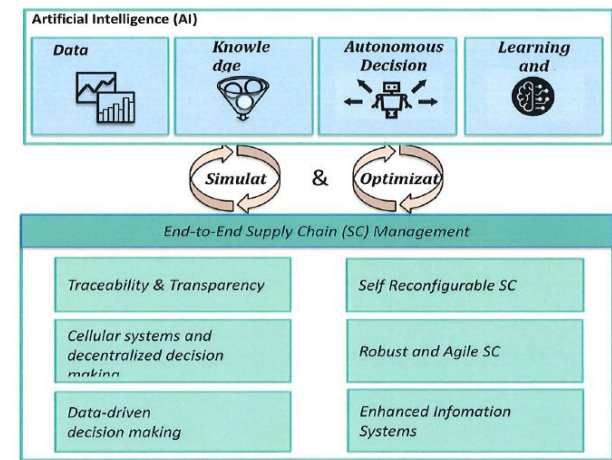 Artificial Intelligence (AI)
Data
Knowle
dge
Autonomous
Decision
Learning
and
Simulat
&
Optimizat
End-to-End Supply Chain (SC) Management
Traceability & Transparency
Self Reconfigurable SC
Cellular systems and
decentralized decision
making
Robust and Agile SC
Data-driven
decision making
Enhanced Infomation
Systems